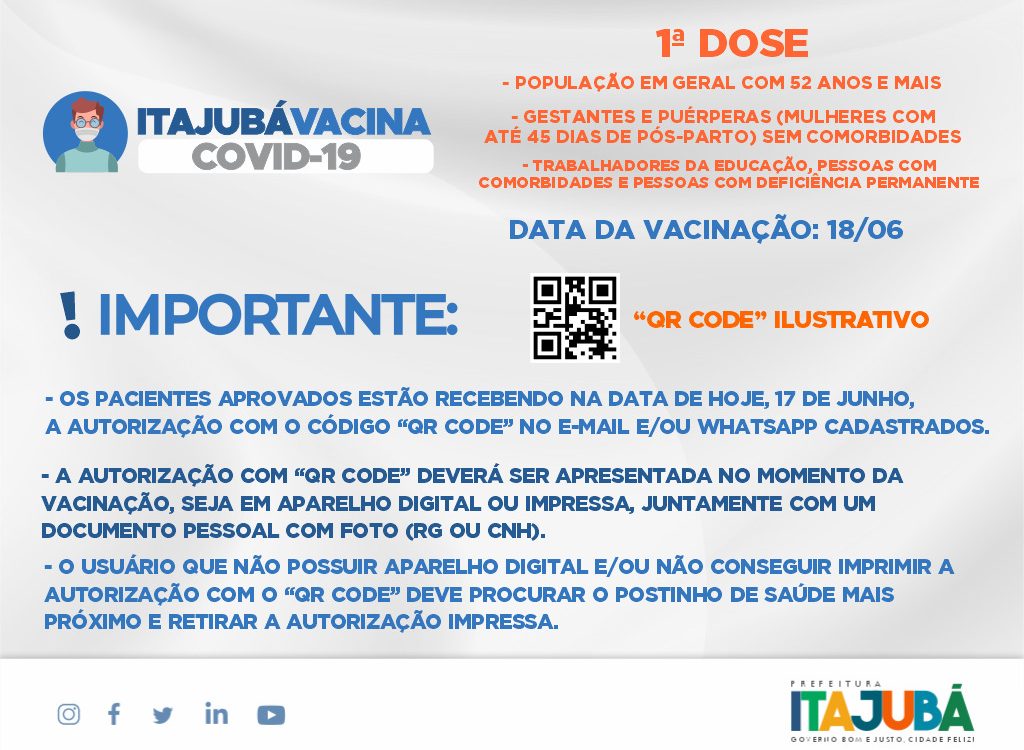 1ª DOSE
- POPULAÇÃO EM GERAL COM 52 ANOS E MAIS
- GESTANTES E PUÉRPERAS (MULHERES COM
ATÉ 45 DIAS DE PÓS-PARTO) SEM COMORBIDADES
- TRABALHADORES DA EDUCAÇÃO, PESSOAS COM
COMORBIDADES E PESSOAS COM DEFICIÊNCIA PERMANENTE
ITAJUBÁVACINA
COVID-19
DATA DA VACINAÇÃO: 18/06
! IMPORTANTE:
“QR CODE” ILUSTRATIVO
- OS PACIENTES APROVADOS ESTÃO RECEBENDO NA DATA DE HOJE, 17 DE JUNHO,
A AUTORIZAÇÃO COM O CÓDIGO “QR CODE” NO E-MAIL E/OU WHATSAPP CADASTRADOS.
- A AUTORIZAÇÃO COM “QR CODE” DEVERÁ SER APRESENTADA NO MOMENTO DA
VACINAÇÃO, SEJA EM APARELHO DIGITAL OU IMPRESSA, JUNTAMENTE COM UM
DOCUMENTO PESSOAL COM FOTO (RG OU CNH).
- O USUÁRIO QUE NÃO POSSUIR APARELHO DIGITAL E/OU NÃO CONSEGUIR IMPRIMIR A
AUTORIZAÇÃO COM O “QR CODE” DEVE PROCURAR O POSTINHO DE SAÚDE MAIS
PRÓXIMO E RETIRAR A AUTORIZAÇÃO IMPRESSA.
PREFEITURA
ITAJUBÁ
GOVERNO BOM E JUSTO, CIDADE FELIZ!